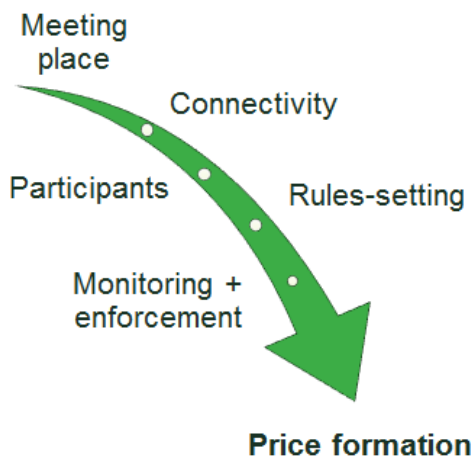 Meeting
place
Connectivity
Participants
Rules-setting
Monitoring +
enforcement
Price formation